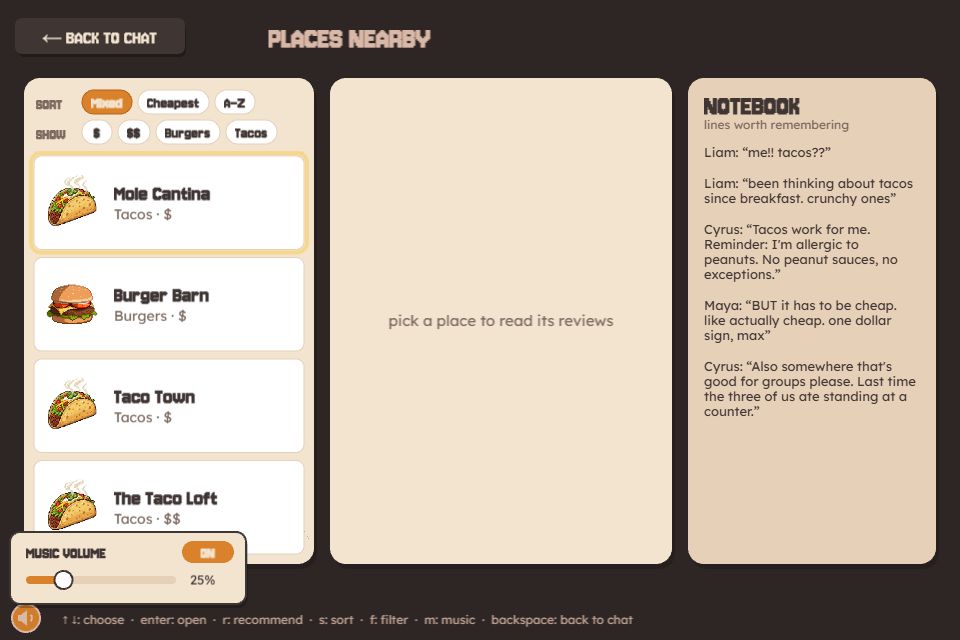 ← BACK TO CHAT
PLACES NEARBY
SORT Mixed Cheapest A-Z
SHOW $ $$ Burgers Tacos
Mole Cantina
Tacos · $
Burger Barn
Burgers · $
Taco Town
Tacos · $
The Taco Loft
Tacos · $$
pick a place to read its reviews
NOTEBOOK
lines worth remembering
Liam: “me!! tacos??”
Liam: “been thinking about tacos
since breakfast. crunchy ones”
Cyrus: “Tacos work for me.
Reminder: I'm allergic to
peanuts. No peanut sauces, no
exceptions.”
Maya: “BUT it has to be cheap.
like actually cheap. one dollar
sign, max”
Cyrus: “Also somewhere that's
good for groups please. Last time
the three of us ate standing at a
counter.”
MUSIC VOLUME ON
25%
↑ ↓: choose · enter: open · r: recommend · s: sort · f: filter · m: music · backspace: back to chat